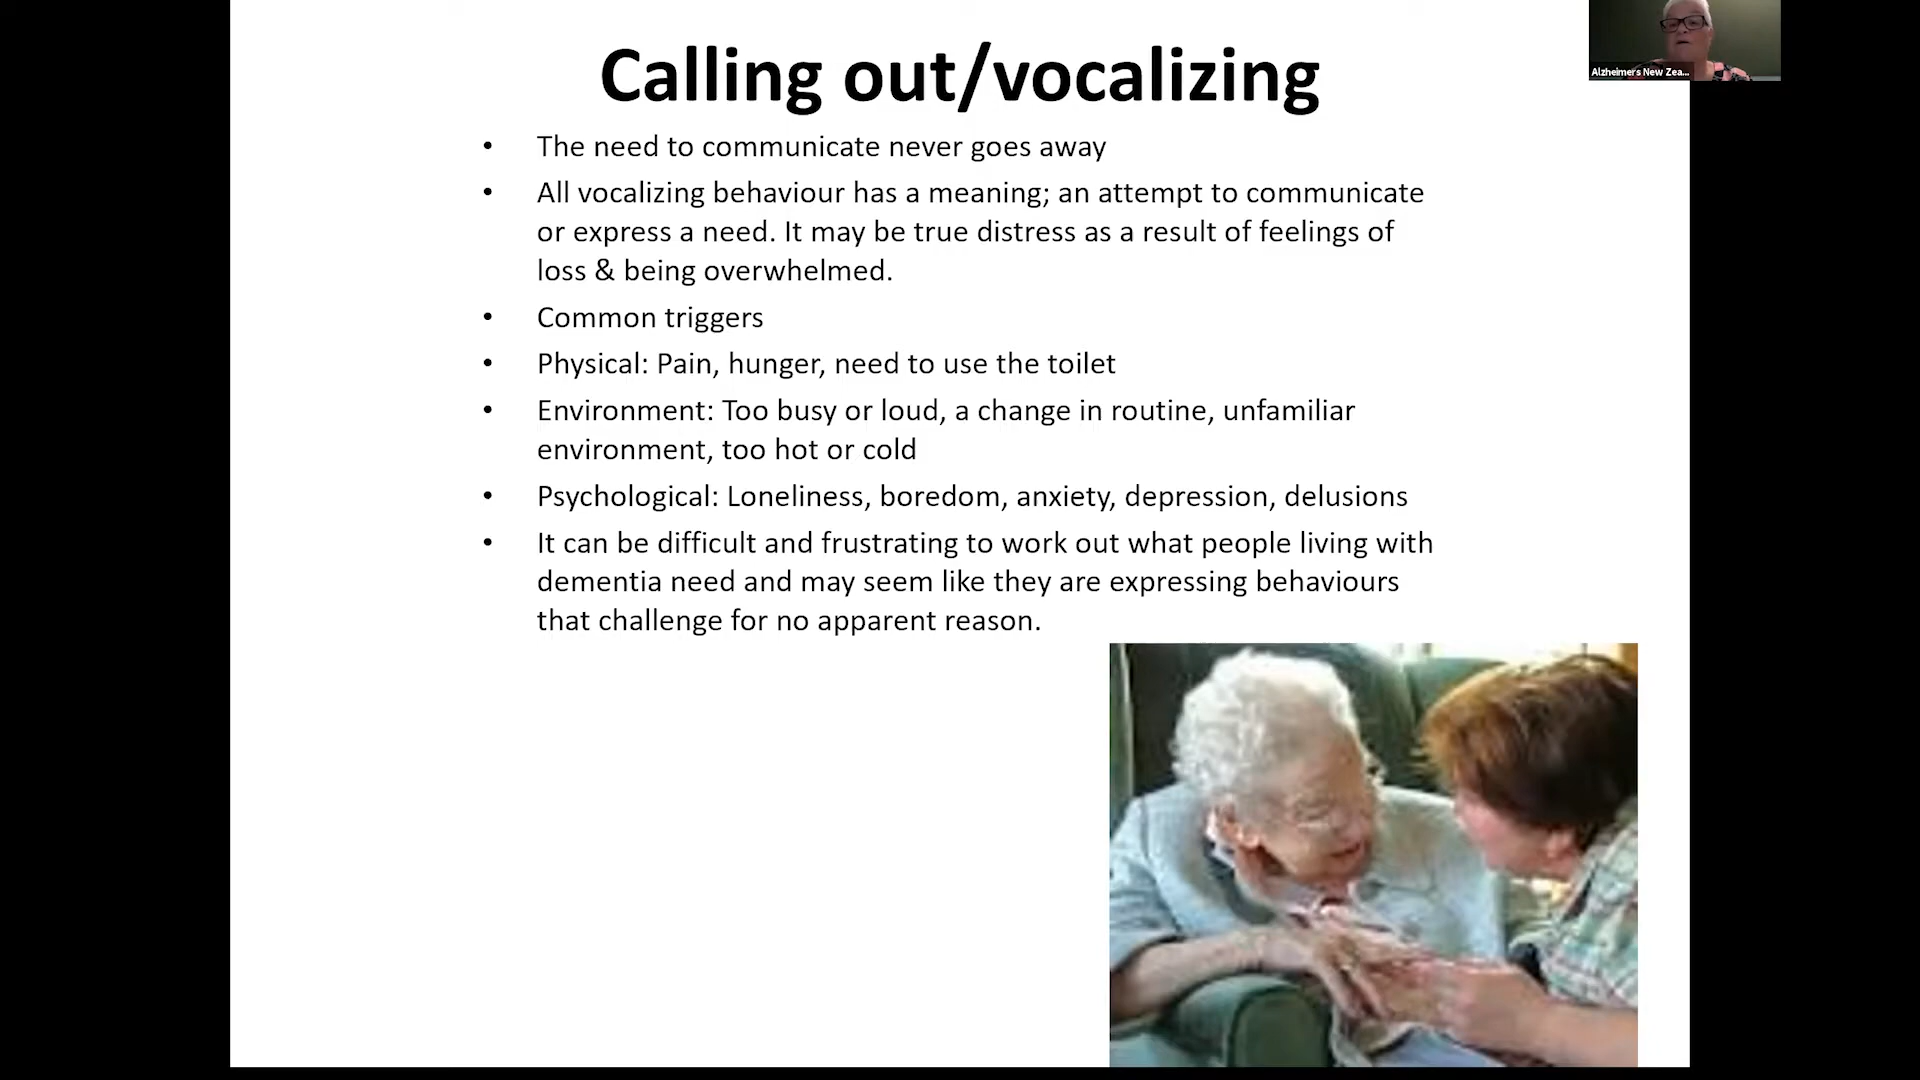 Calling out/vocalizing
Alzheimers New Zea...
• The need to communicate never goes away
• All vocalizing behaviour has a meaning; an attempt to communicate
or express a need. It may be true distress as a result of feelings of
loss & being overwhelmed.
• Common triggers
• Physical: Pain, hunger, need to use the toilet
• Environment: Too busy or loud, a change in routine, unfamiliar
environment, too hot or cold
• Psychological: Loneliness, boredom, anxiety, depression, delusions
• It can be difficult and frustrating to work out what people living with
dementia need and may seem like they are expressing behaviours
that challenge for no apparent reason.